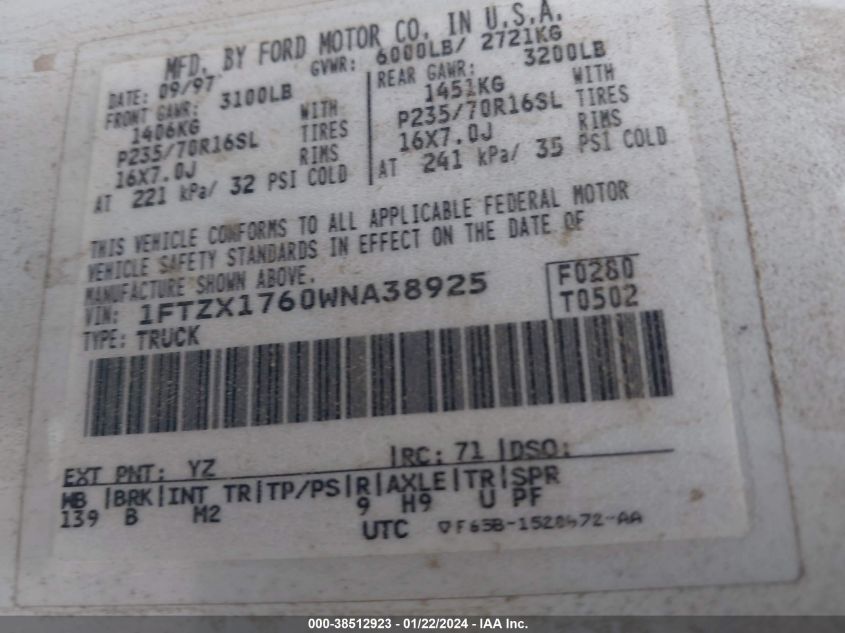 MFD. BY FORD MOTOR CO. IN U.S.A.
DATE: 09/97 GVWR: 6000LB/ 2721KG
FRONT GAWR: 3100LB REAR GAWR: 3200LB
1406KG WITH 1451KG WITH
P235/70R16SL TIRES P235/70R16SL TIRES
16X7.0J RIMS 16X7.0J RIMS
AT 221 kPa/ 32 PSI COLD AT 241 kPa/ 35 PSI COLD
THIS VEHICLE CONFORMS TO ALL APPLICABLE FEDERAL MOTOR
VEHICLE SAFETY STANDARDS IN EFFECT ON THE DATE OF
MANUFACTURE SHOWN ABOVE.
VIN: 1FTZX1760WNA38925 F0280
TYPE: TRUCK T0502
EXT PNT: YZ |RC: 71 |DSO:
WB |BRK|INT TR|TP/PS|R|AXLE|TR|SPR
139 B M2 9 H9 U PF
UTC ▽F65B-1520472-AA
000-38512923 - 01/22/2024 - IAA Inc.